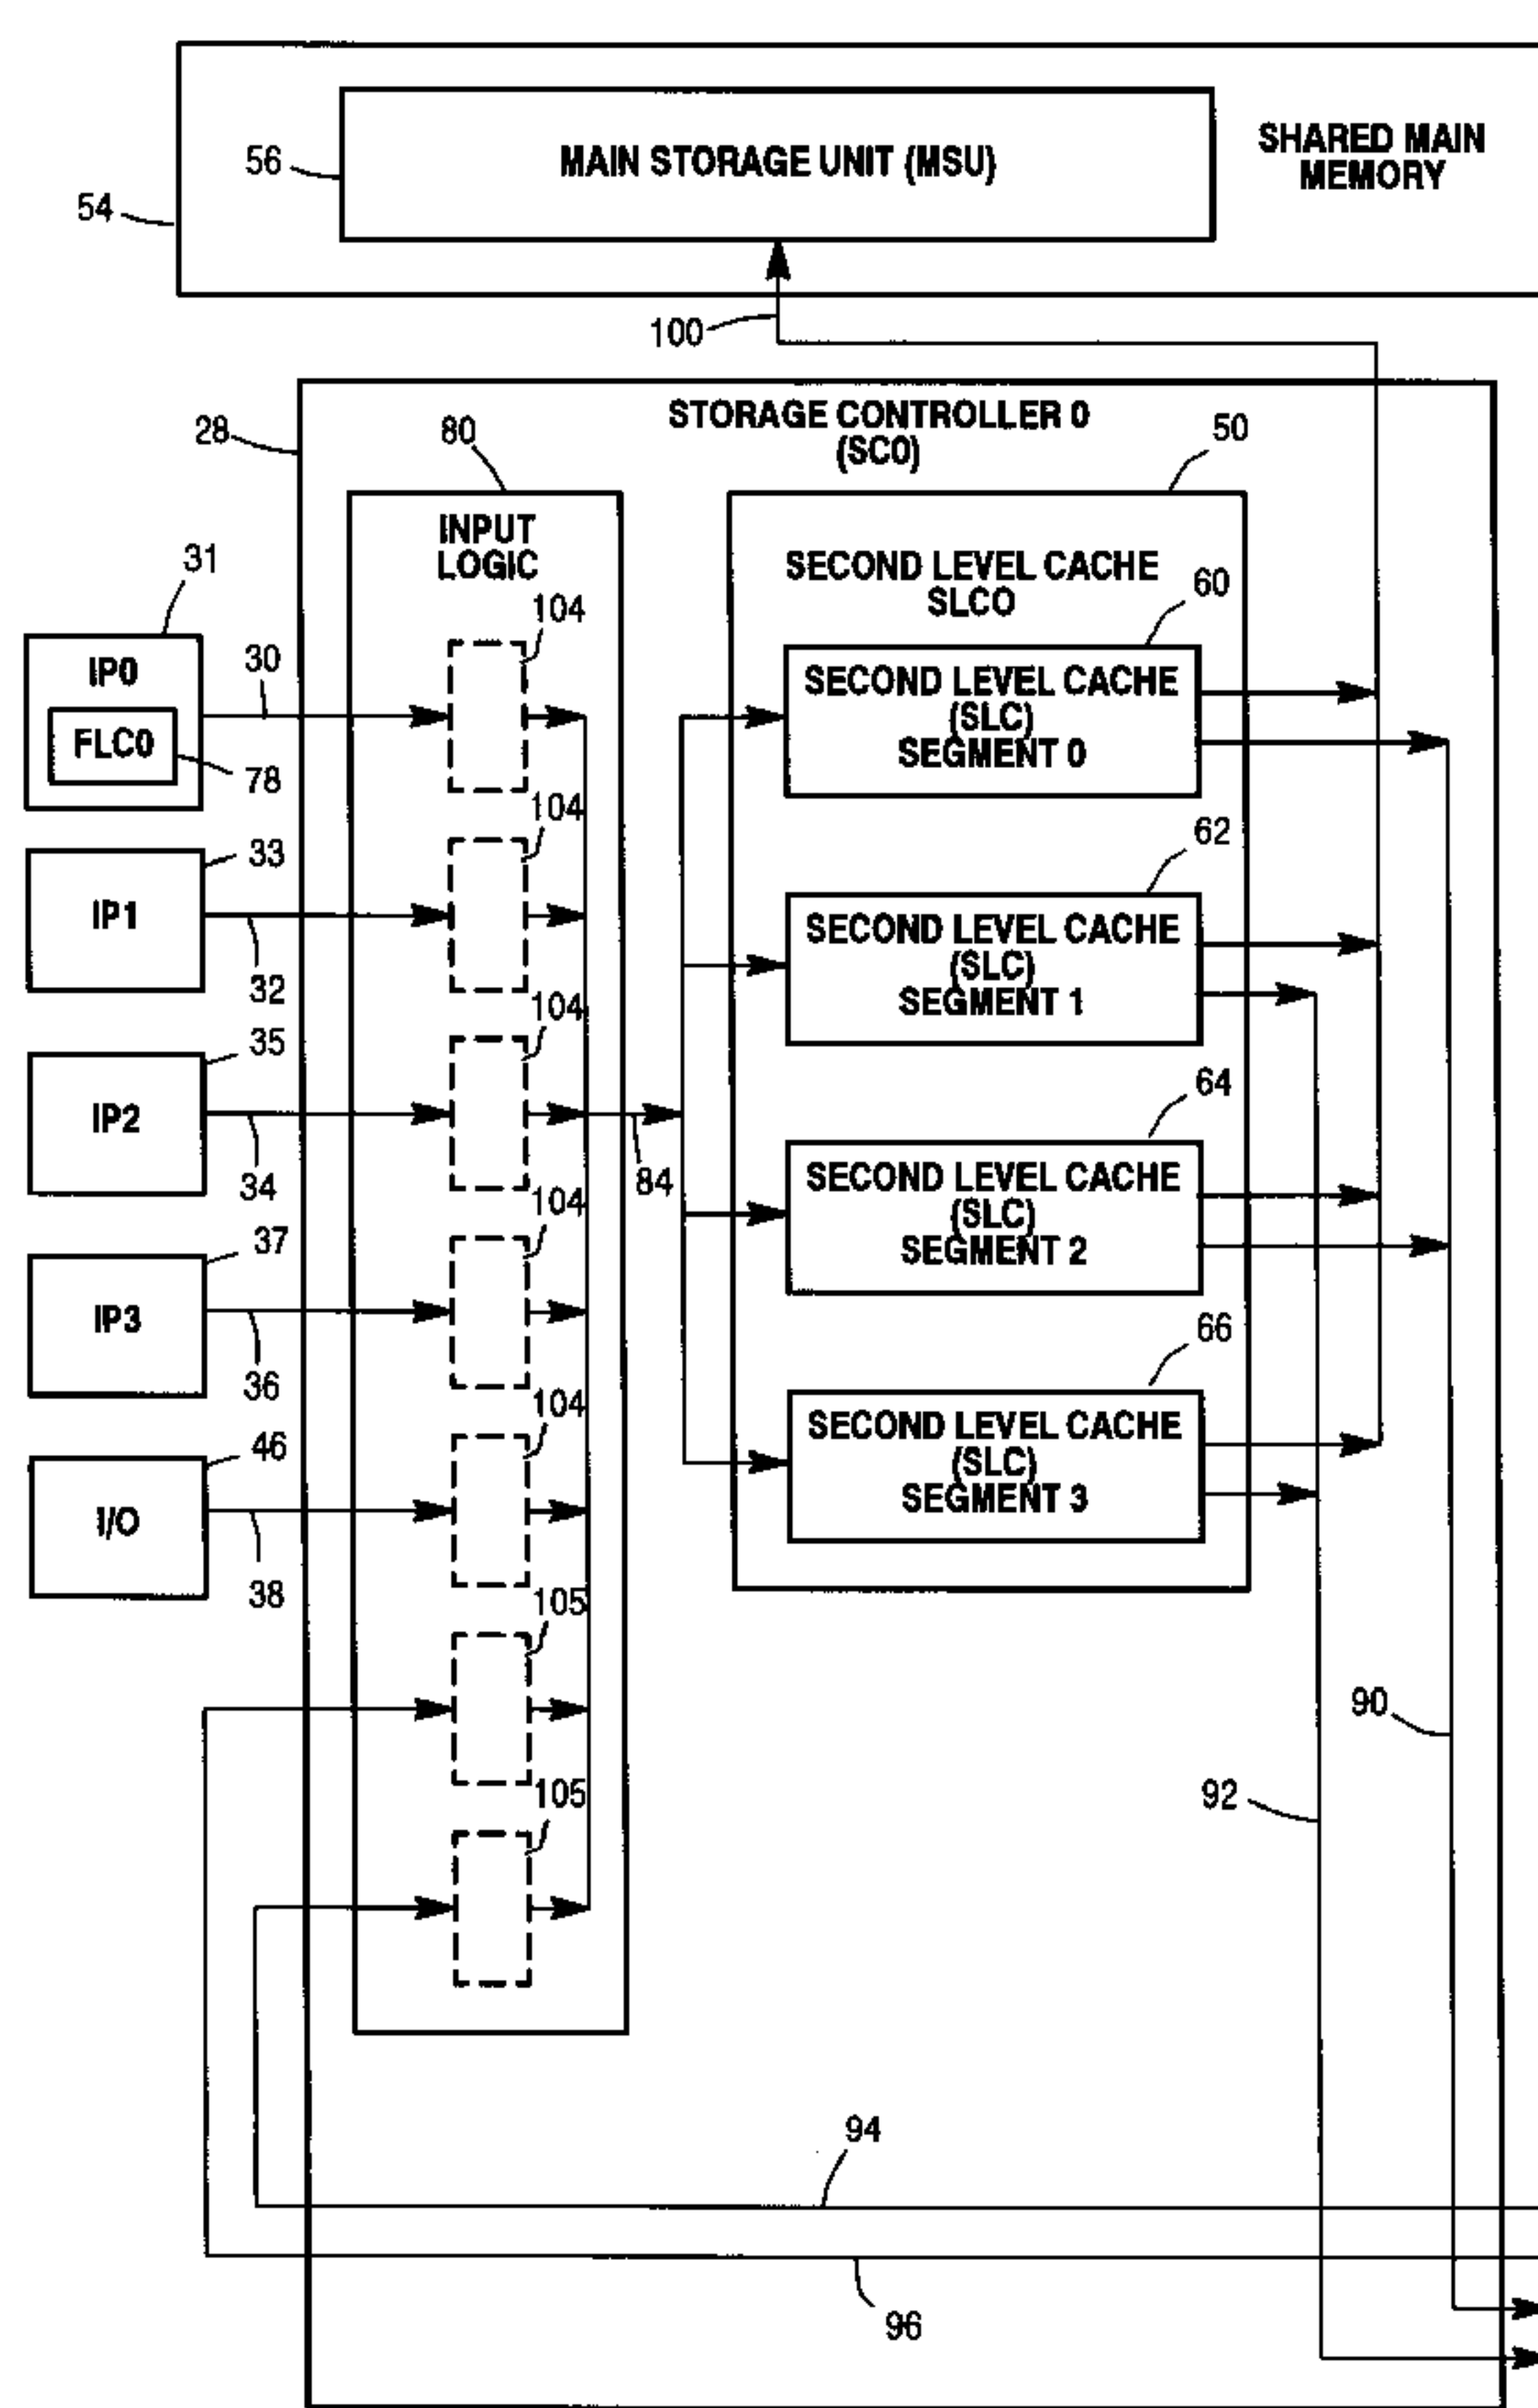 MAIN STORAGE UNIT (MSU)
SHARED MAIN
MEMORY
56
54
100
STORAGE CONTROLLER 0
(SC0)
28
80
50
INPUT
LOGIC
SECOND LEVEL CACHE
SLC0
31
IP0
FLC0
78
30
104
60
SECOND LEVEL CACHE
(SLC)
SEGMENT 0
33
IP1
32
104
62
SECOND LEVEL CACHE
(SLC)
SEGMENT 1
35
IP2
34
104
84
64
SECOND LEVEL CACHE
(SLC)
SEGMENT 2
37
IP3
36
104
66
SECOND LEVEL CACHE
(SLC)
SEGMENT 3
46
I/O
38
104
105
105
90
92
94
96